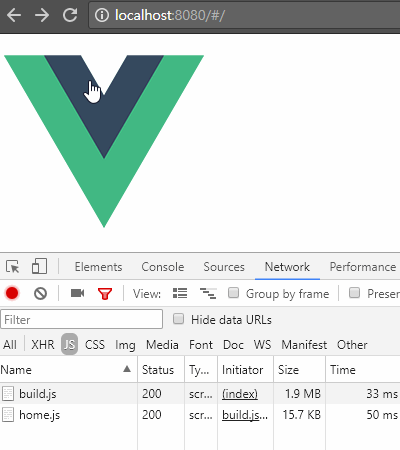 localhost:8080/#/
Elements Console Sources Network Performance
View: Group by frame Preser
Filter Hide data URLs
All XHR JS CSS Img Media Font Doc WS Manifest Other
Name Status Ty... Initiator Size Time
build.js 200 scr... (index) 1.9 MB 33 ms
home.js 200 scr... build.js... 15.7 KB 50 ms